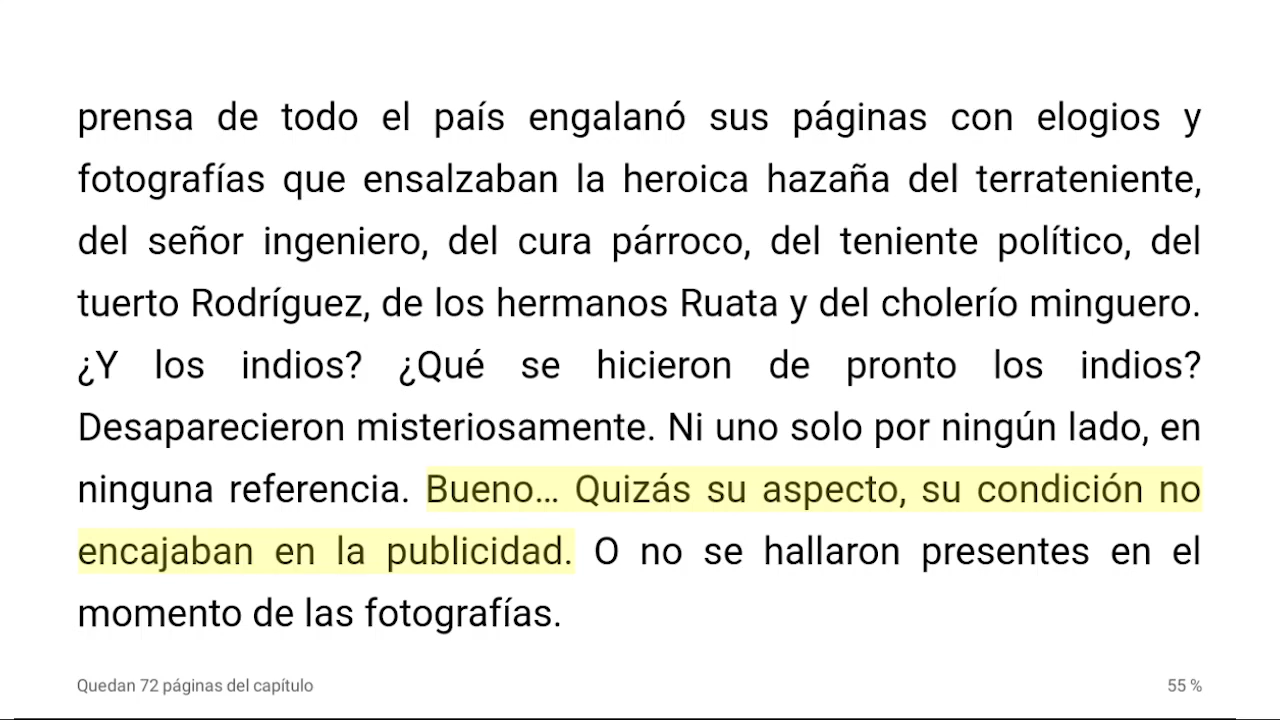 prensa de todo el país engalanó sus páginas con elogios y
fotografías que ensalzaban la heroica hazaña del terrateniente,
del señor ingeniero, del cura párroco, del teniente político, del
tuerto Rodríguez, de los hermanos Ruata y del cholerío minguero.
¿Y los indios? ¿Qué se hicieron de pronto los indios?
Desaparecieron misteriosamente. Ni uno solo por ningún lado, en
ninguna referencia. Bueno… Quizás su aspecto, su condición no
encajaban en la publicidad. O no se hallaron presentes en el
momento de las fotografías.
Quedan 72 páginas del capítulo 55 %